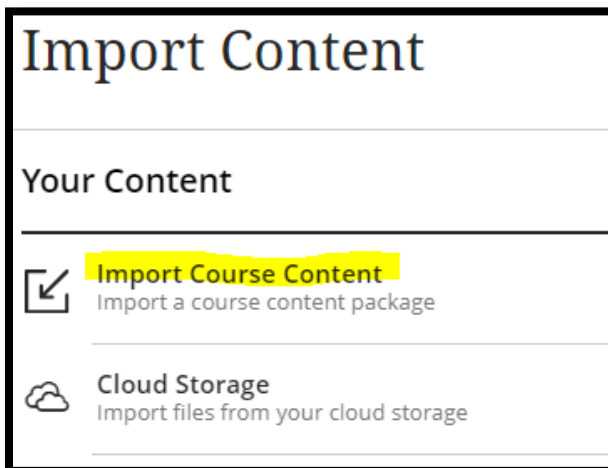 Import Content
Your Content
Import Course Content
Import a course content package
Cloud Storage
Import files from your cloud storage